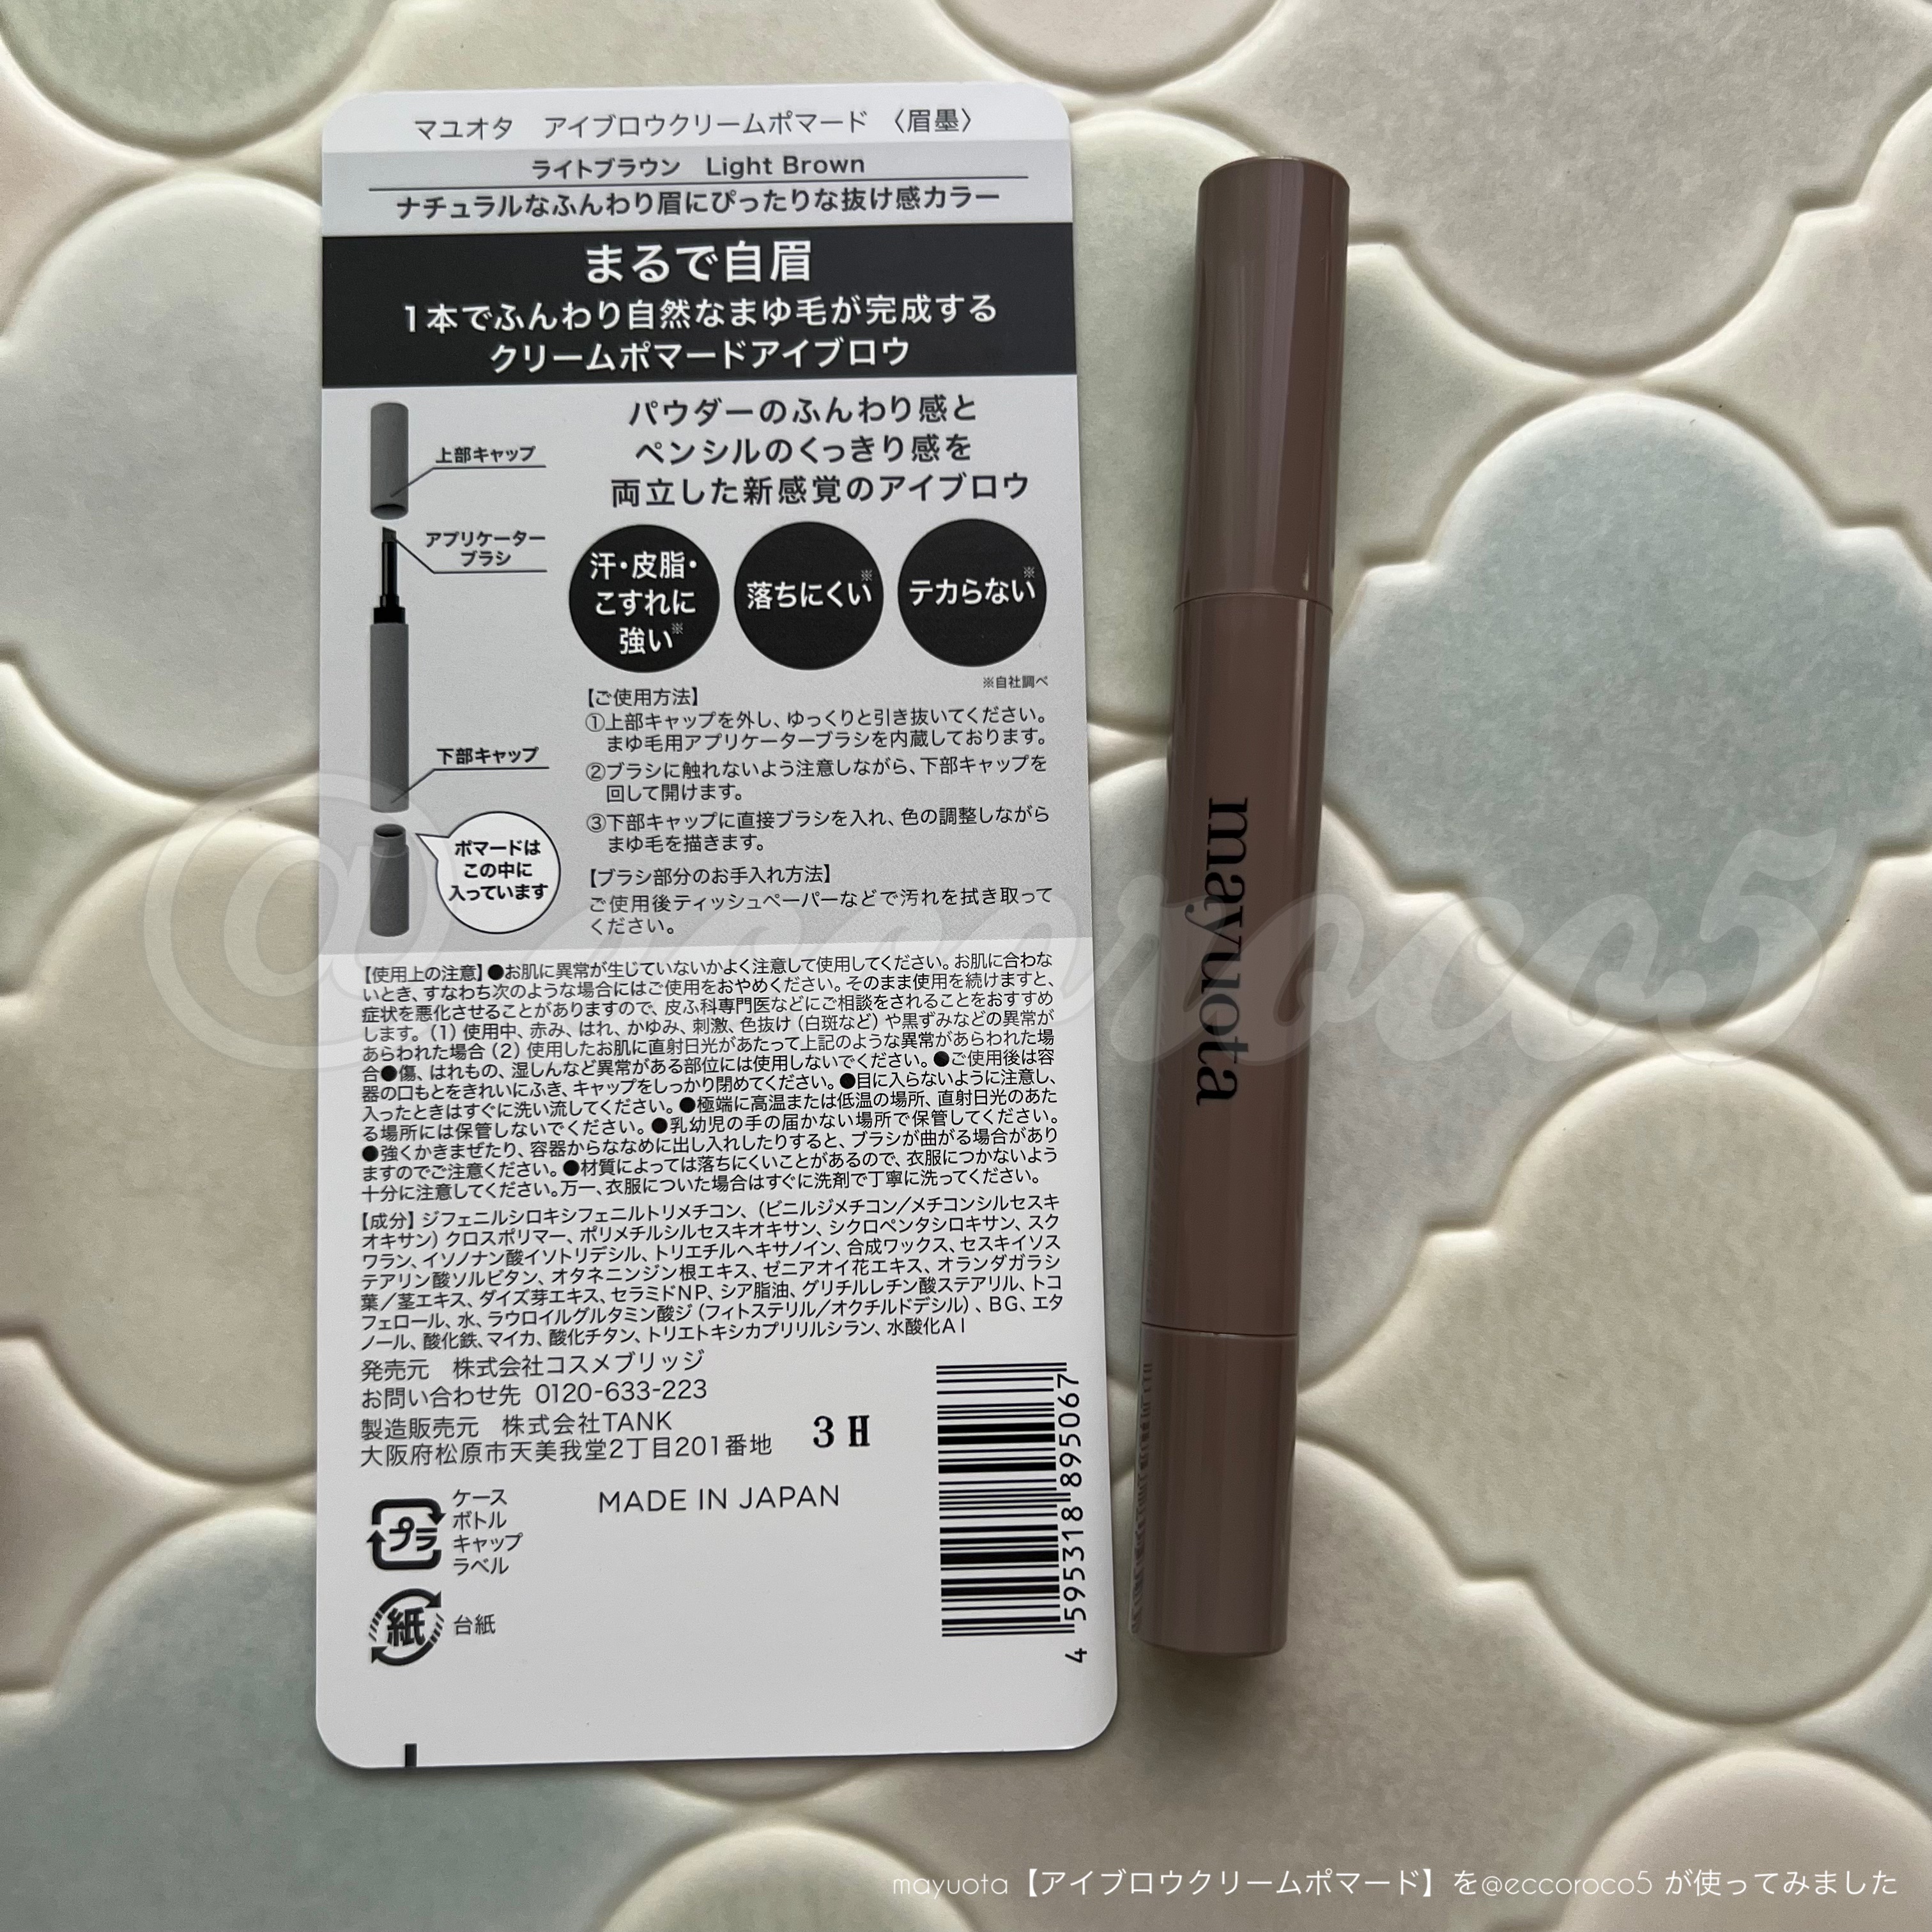 マユオタ　アイブロウクリームポマード　〈眉墨〉
ライトブラウン　Light Brown
ナチュラルなふんわり眉にぴったりな抜け感カラー
まるで自眉
1本でふんわり自然なまゆ毛が完成する
クリームポマードアイブロウ
パウダーのふんわり感と
ペンシルのくっきり感を
両立した新感覚のアイブロウ
上部キャップ
アプリケーター
ブラシ
下部キャップ
ポマードは
この中に
入っています
汗・皮脂・
こすれに
強い※
落ちにくい※
テカらない※
※自社調べ
【ご使用方法】
①上部キャップを外し、ゆっくりと引き抜いてください。
まゆ毛用アプリケーターブラシを内蔵しております。
②ブラシに触れないよう注意しながら、下部キャップを
回して開けます。
③下部キャップに直接ブラシを入れ、色の調整しながら
まゆ毛を描きます。
【ブラシ部分のお手入れ方法】
ご使用後ティッシュペーパーなどで汚れを拭き取って
ください。
【使用上の注意】●お肌に異常が生じていないかよく注意して使用してください。お肌に合わな
いとき、すなわち次のような場合にはご使用をおやめください。そのまま使用を続けますと、
症状を悪化させることがありますので、皮ふ科専門医などにご相談をされることをおすすめ
します。(1) 使用中、赤み、はれ、かゆみ、刺激、色抜け（白斑など）や黒ずみなどの異常が
あらわれた場合 (2) 使用したお肌に直射日光があたって上記のような異常があらわれた場
合●傷、はれもの、湿しんなど異常がある部位には使用しないでください。●ご使用後は容
器の口もとをきれいにふき、キャップをしっかり閉めてください。●目に入らないように注意し、
入ったときはすぐに洗い流してください。●極端に高温または低温の場所、直射日光のあた
る場所には保管しないでください。●乳幼児の手の届かない場所で保管してください。
●強くかきまぜたり、容器からななめに出し入れしたりすると、ブラシが曲がる場合があり
ますのでご注意ください。●材質によっては落ちにくいことがあるので、衣服につかないよう
十分に注意してください。万一、衣服についた場合はすぐに洗剤で丁寧に洗ってください。
【成分】ジフェニルシロキシフェニルトリメチコン、（ビニルジメチコン／メチコンシルセスキ
オキサン）クロスポリマー、ポリメチルシルセスキオキサン、シクロペンタシロキサン、スク
ワラン、イソノナン酸イソトリデシル、トリエチルヘキサノイン、合成ワックス、セスキイソス
テアリン酸ソルビタン、オタネニンジン根エキス、ゼニアオイ花エキス、オランダガラシ
葉／茎エキス、ダイズ芽エキス、セラミドNP、シア脂油、グリチルレチン酸ステアリル、トコ
フェロール、水、ラウロイルグルタミン酸ジ（フィトステリル／オクチルドデシル）、BG、エタ
ノール、酸化鉄、マイカ、酸化チタン、トリエトキシカプリリルシラン、水酸化Al
発売元　株式会社コスメブリッジ
お問い合わせ先 0120-633-223
製造販売元　株式会社TANK
大阪府松原市天美我堂2丁目201番地
3 H
MADE IN JAPAN
プラ
ケース
ボトル
キャップ
ラベル
紙
台紙
4 595318 895067
mayuota
@eccoroco5
mayuota【アイブロウクリームポマード】を@eccoroco5 が使ってみました